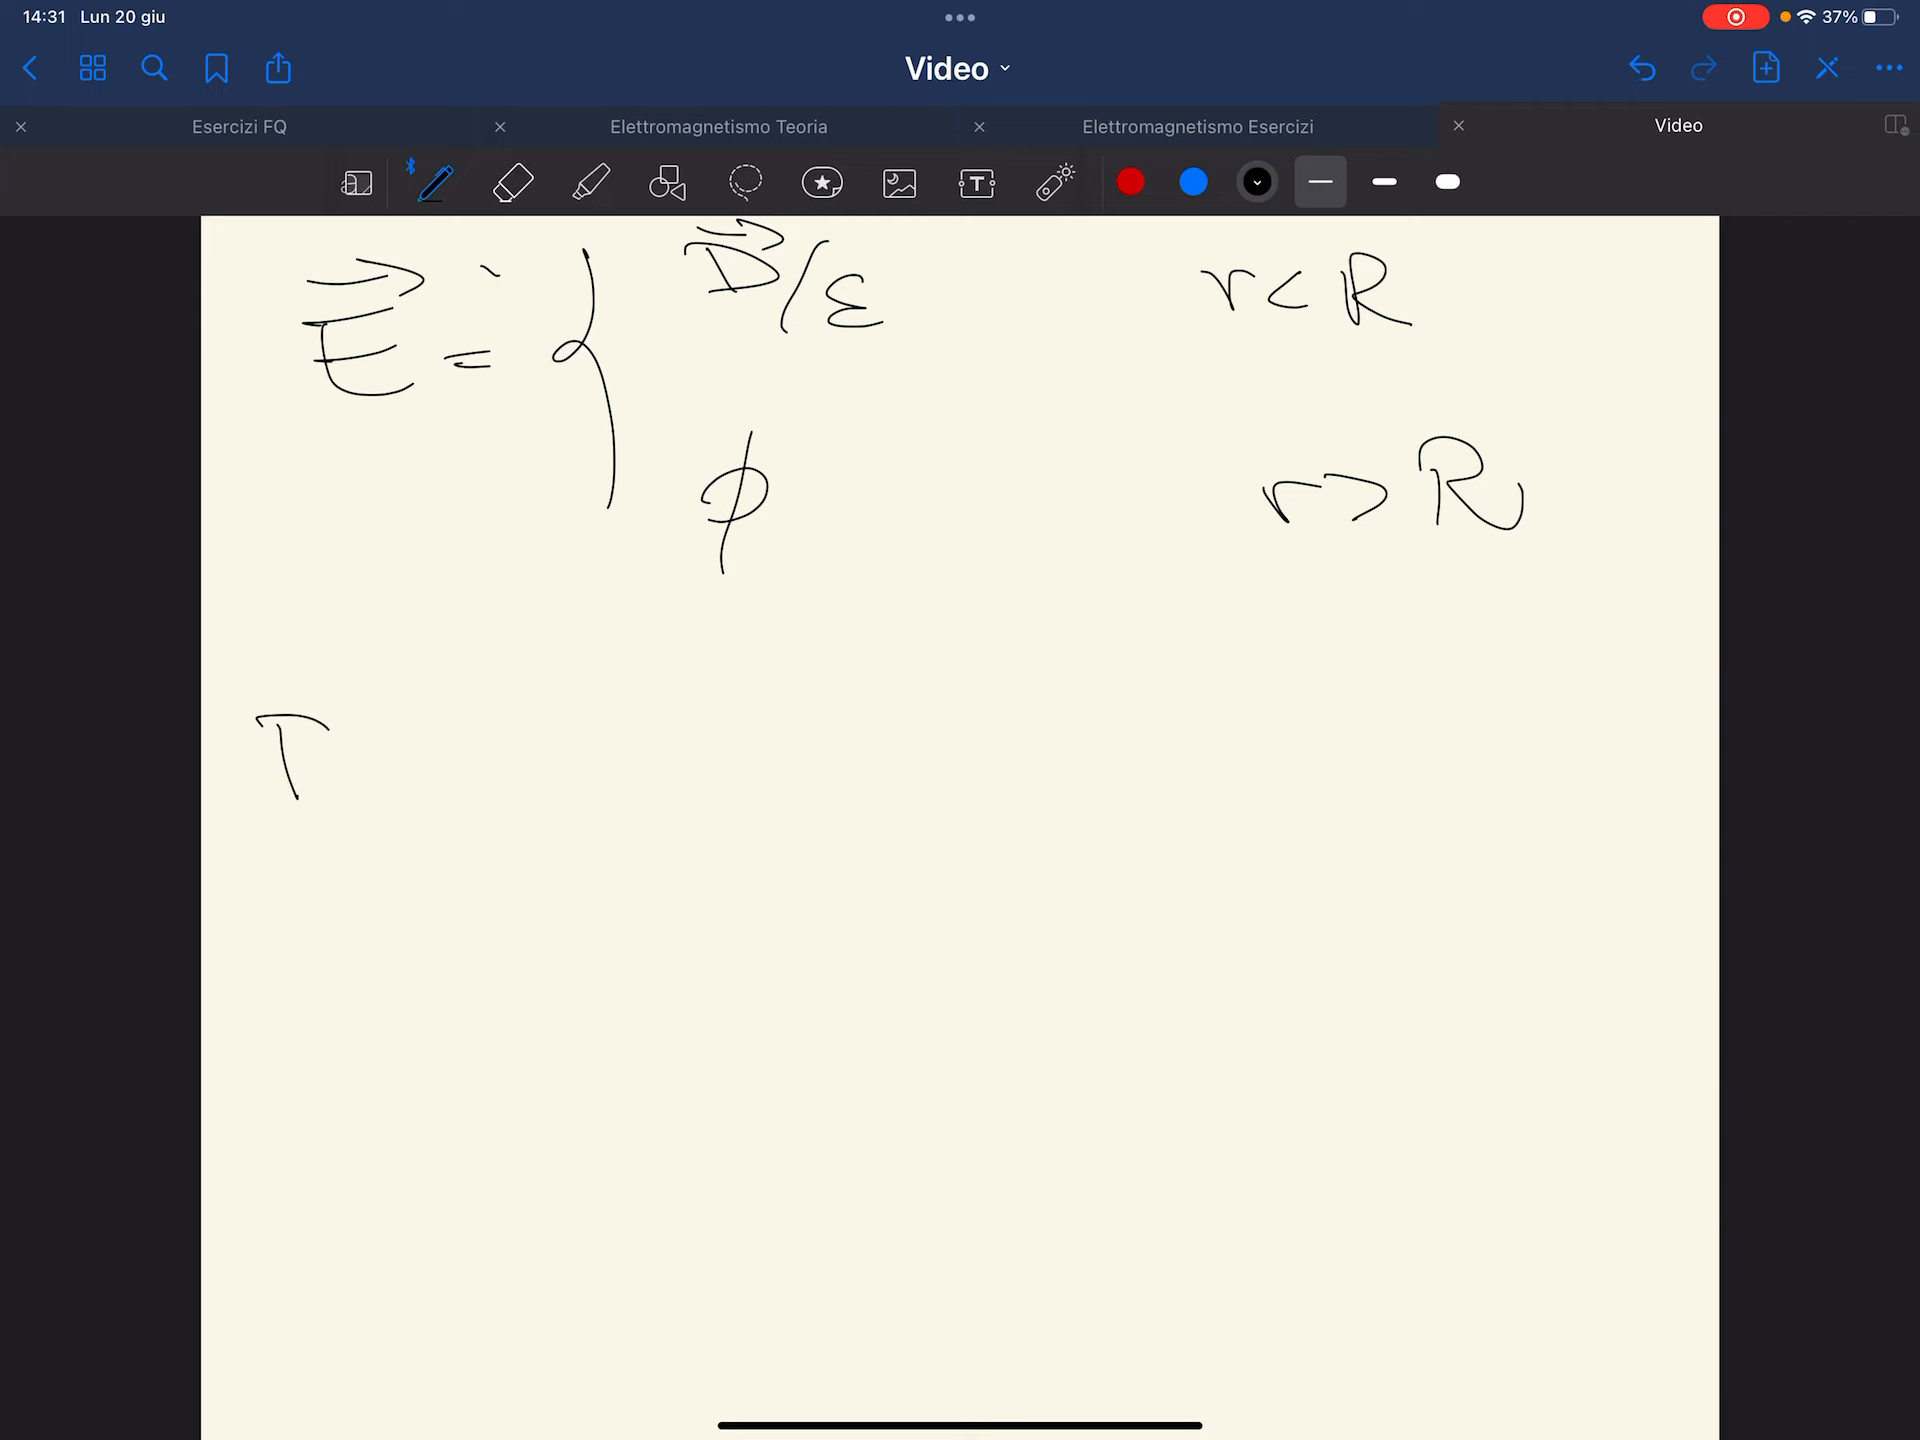 14:31 Lun 20 giu
37%
Video
Esercizi FQ
Elettromagnetismo Teoria
Elettromagnetismo Esercizi
Video
E⃗ = { D⃗/ε r < R
ϕ r > R
T